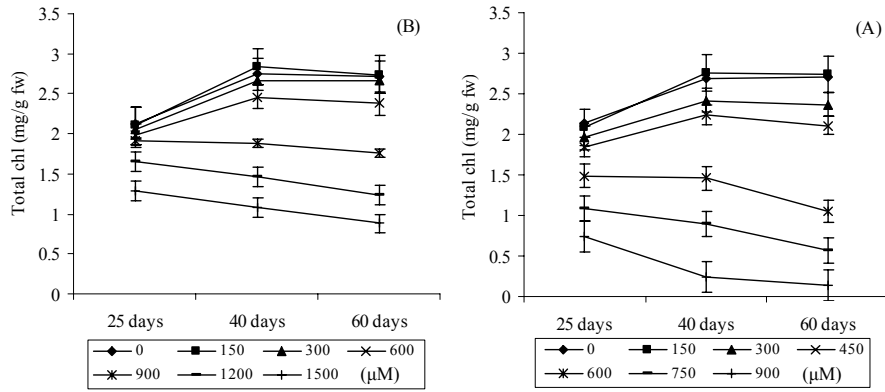 (B)
Total chl (mg/g fw)
3.5
3
2.5
2
1.5
1
0.5
0
25 days 40 days 60 days
0 150 300 600
900 1200 1500 (μM)
(A)
Total chl (mg/g fw)
3.5
3
2.5
2
1.5
1
0.5
0
25 days 40 days 60 days
0 150 300 450
600 750 900 (μM)